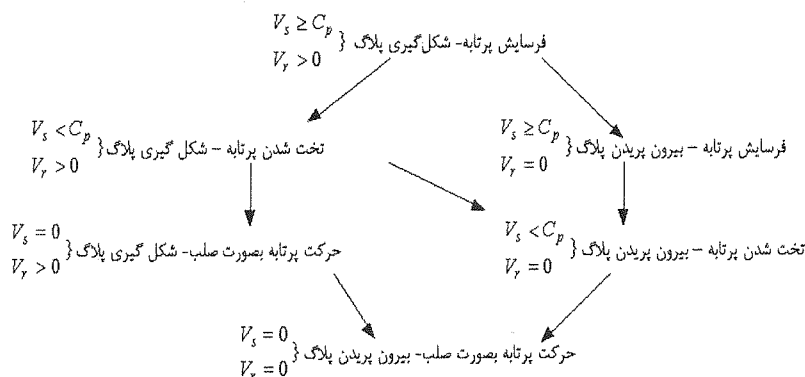 V_s ≥ C_p
V_r > 0
} فرسایش پرتابه- شکل‌گیری پلاگ
V_s ≥ C_p
V_r = 0
} فرسایش پرتابه – بیرون پریدن پلاگ
V_s < C_p
V_r > 0
} تخت شدن پرتابه – شکل گیری پلاگ
V_s < C_p
V_r = 0
} تخت شدن پرتابه – بیرون پریدن پلاگ
V_s = 0
V_r > 0
} حرکت پرتابه بصورت صلب- شکل گیری پلاگ
V_s = 0
V_r = 0
} حرکت پرتابه بصورت صلب- بیرون پریدن پلاگ